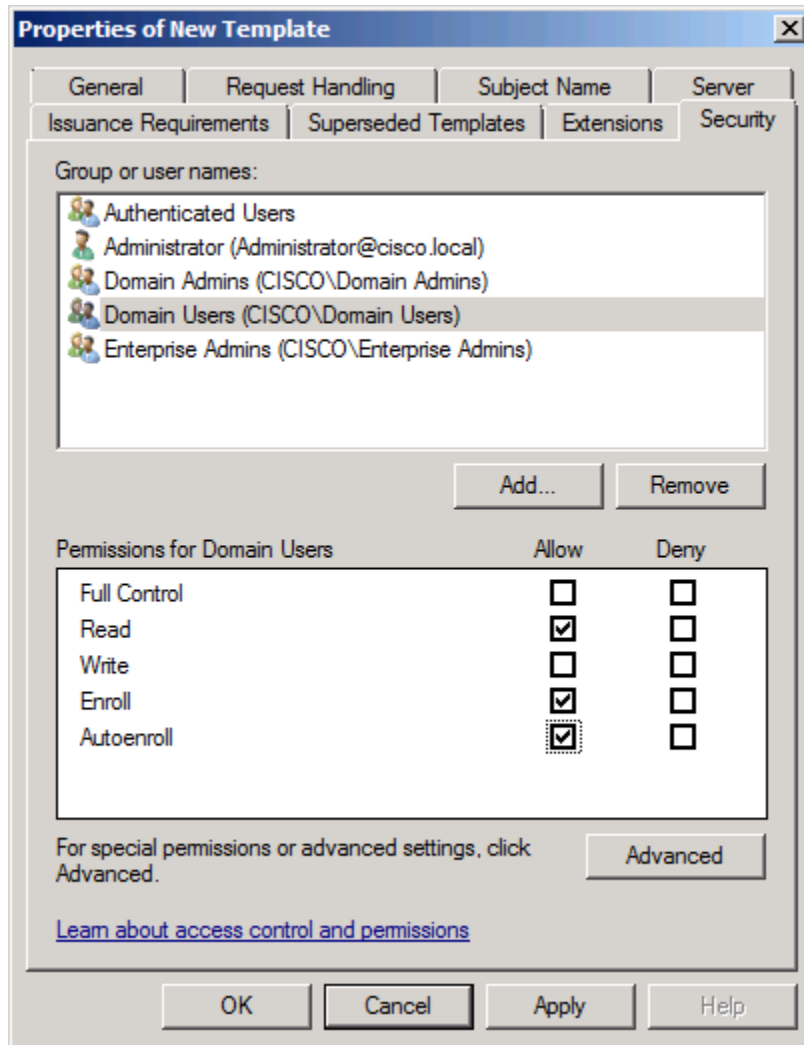 Properties of New Template
General Request Handling Subject Name Server
Issuance Requirements Superseded Templates Extensions Security
Group or user names:
Authenticated Users
Administrator (Administrator@cisco.local)
Domain Admins (CISCO\Domain Admins)
Domain Users (CISCO\Domain Users)
Enterprise Admins (CISCO\Enterprise Admins)
Add... Remove
Permissions for Domain Users Allow Deny
Full Control
Read
Write
Enroll
Autoenroll
For special permissions or advanced settings, click Advanced
Advanced.
Learn about access control and permissions
OK Cancel Apply Help